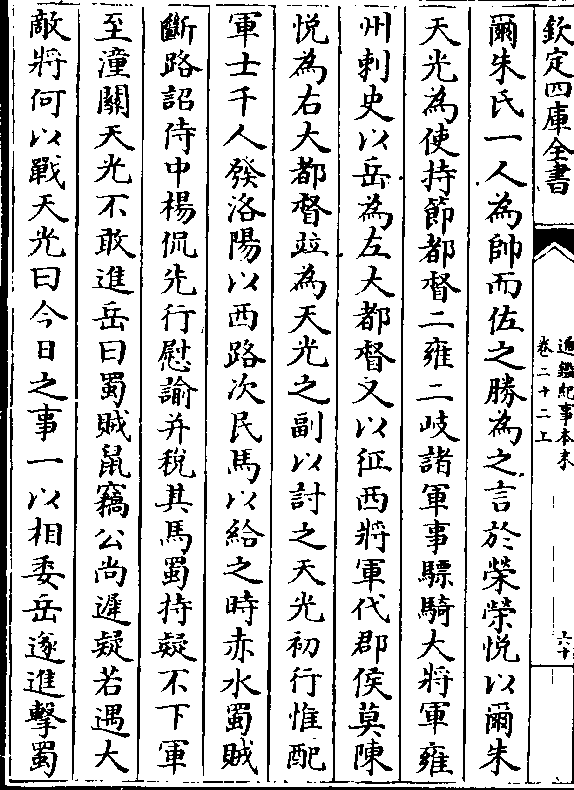 欽定四庫全書
通鑑紀事本末
卷二十二上
六十
爾朱氏一人為帥而佐之勝為之言於榮榮悅以爾朱
天光為使持節都督二雍二岐諸軍事驃騎大將軍雍
州刺史以岳為左大都督又以征西將軍代郡侯莫陳
悅為右大都督竝為天光之副以討之天光初行惟配
軍士千人發洛陽以西路次民馬以給之時赤水蜀賊
斷路詔侍中楊侃先行慰諭并稅其馬蜀持疑不下軍
至潼關天光不敢進岳曰蜀賊鼠竊公尚遲疑若遇大
敵將何以戰天光曰今日之事一以相委岳遂進擊蜀